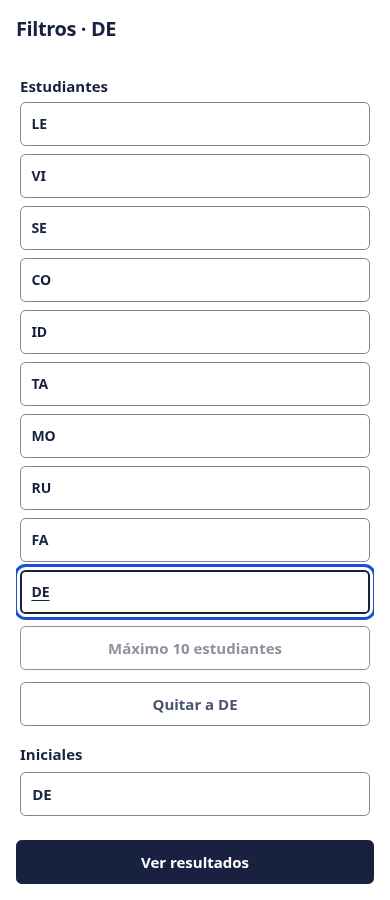 Filtros · DE
Estudiantes
LE
VI
SE
CO
ID
TA
MO
RU
FA
DE
Máximo 10 estudiantes
Quitar a DE
Iniciales
DE
Ver resultados